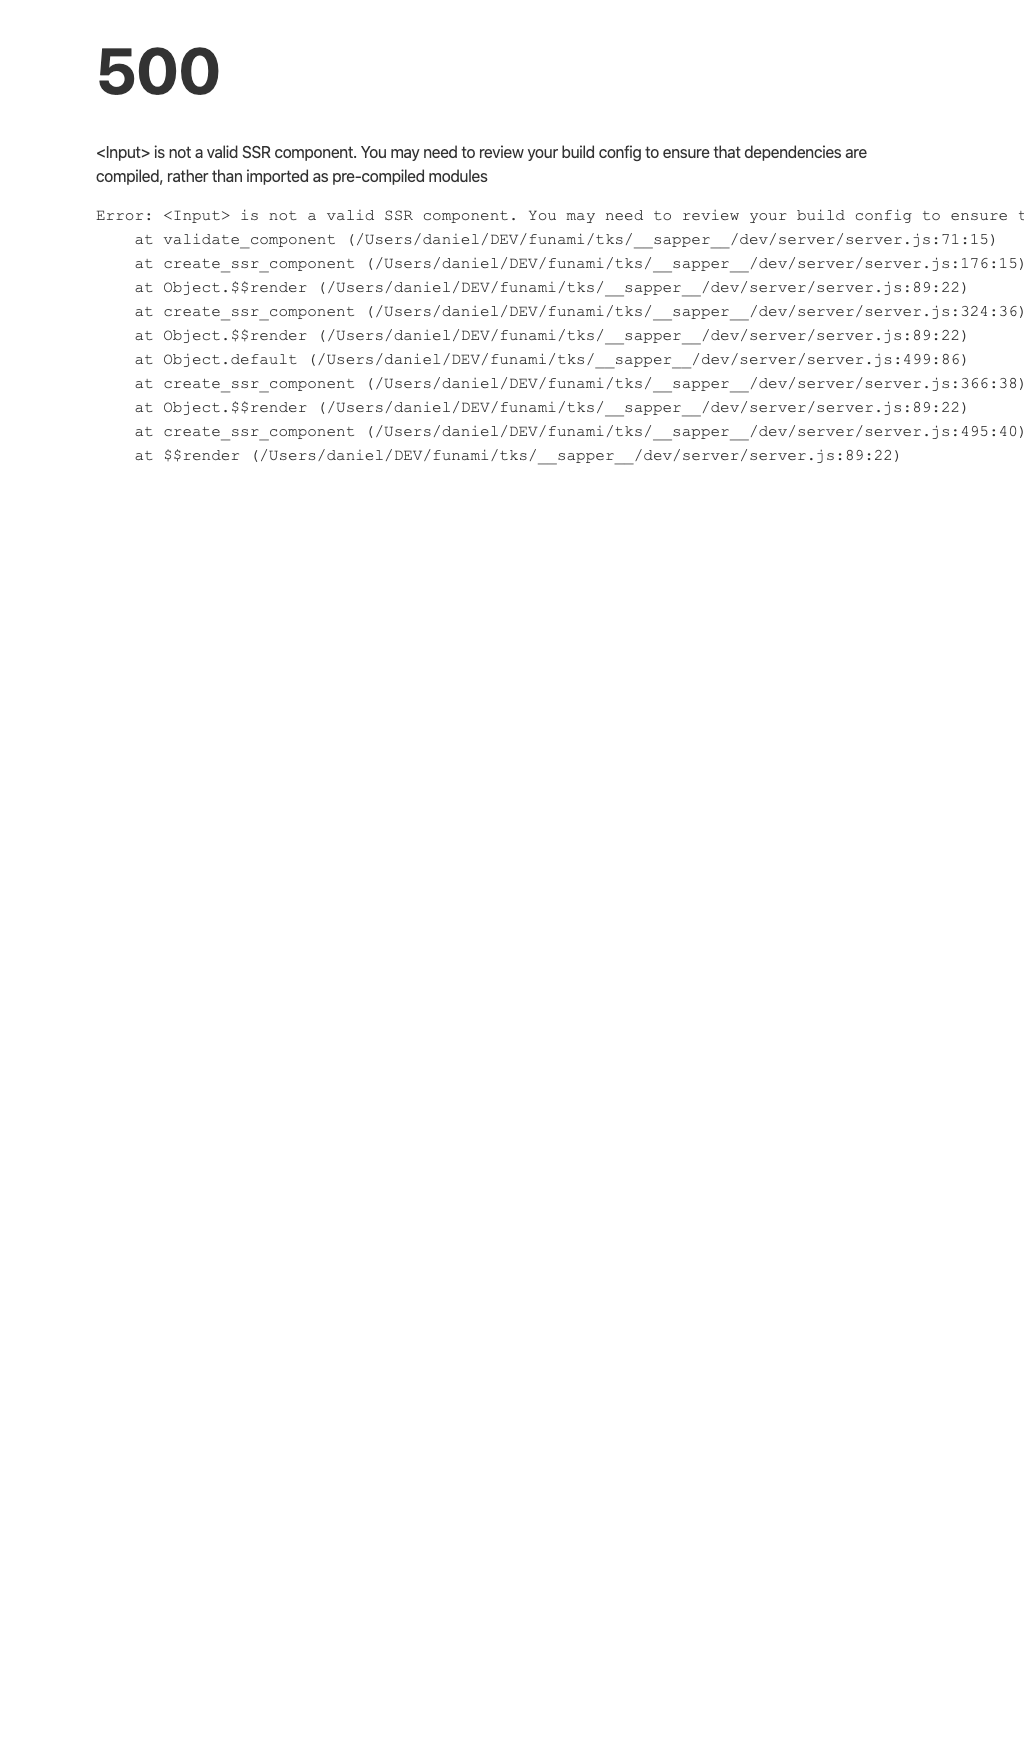 500
<Input> is not a valid SSR component. You may need to review your build config to ensure that dependencies are
compiled, rather than imported as pre-compiled modules
Error: <Input> is not a valid SSR component. You may need to review your build config to ensure t
    at validate_component (/Users/daniel/DEV/funami/tks/__sapper__/dev/server/server.js:71:15)
    at create_ssr_component (/Users/daniel/DEV/funami/tks/__sapper__/dev/server/server.js:176:15)
    at Object.$$render (/Users/daniel/DEV/funami/tks/__sapper__/dev/server/server.js:89:22)
    at create_ssr_component (/Users/daniel/DEV/funami/tks/__sapper__/dev/server/server.js:324:36)
    at Object.$$render (/Users/daniel/DEV/funami/tks/__sapper__/dev/server/server.js:89:22)
    at Object.default (/Users/daniel/DEV/funami/tks/__sapper__/dev/server/server.js:499:86)
    at create_ssr_component (/Users/daniel/DEV/funami/tks/__sapper__/dev/server/server.js:366:38)
    at Object.$$render (/Users/daniel/DEV/funami/tks/__sapper__/dev/server/server.js:89:22)
    at create_ssr_component (/Users/daniel/DEV/funami/tks/__sapper__/dev/server/server.js:495:40)
    at $$render (/Users/daniel/DEV/funami/tks/__sapper__/dev/server/server.js:89:22)